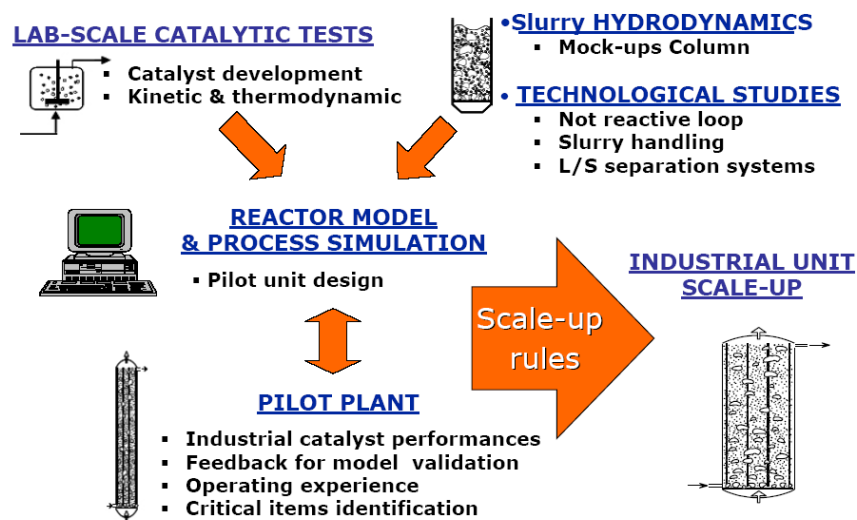 LAB-SCALE CATALYTIC TESTS
▪ Catalyst development
▪ Kinetic & thermodynamic
•Slurry HYDRODYNAMICS
▪ Mock-ups Column
• TECHNOLOGICAL STUDIES
▪ Not reactive loop
▪ Slurry handling
▪ L/S separation systems
REACTOR MODEL
& PROCESS SIMULATION
▪ Pilot unit design
Scale-up
rules
INDUSTRIAL UNIT
SCALE-UP
PILOT PLANT
▪ Industrial catalyst performances
▪ Feedback for model validation
▪ Operating experience
▪ Critical items identification